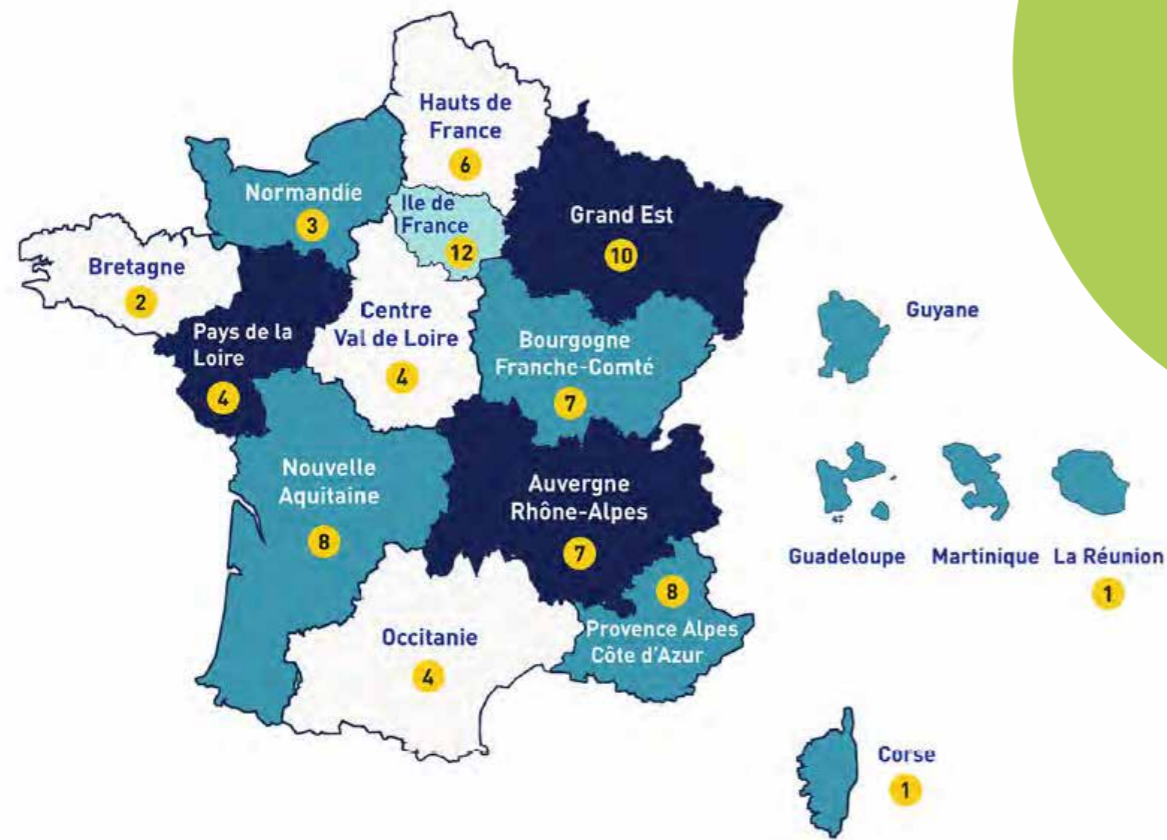 Hauts de
France
6
Normandie
3
Ile de
France
12
Grand Est
10
Bretagne
2
Pays de la
Loire
4
Centre
Val de Loire
4
Bourgogne
Franche-Comté
7
Guyane
Nouvelle
Aquitaine
8
Auvergne
Rhône-Alpes
7
Guadeloupe
Martinique
La Réunion
1
8
Provence Alpes
Côte d'Azur
Occitanie
4
Corse
1